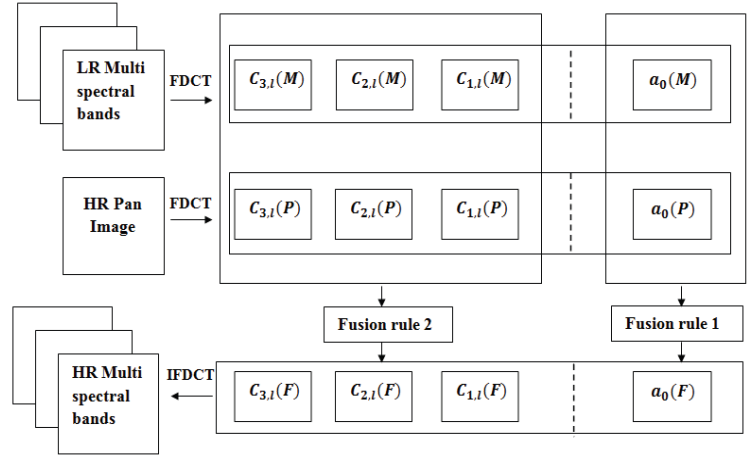 LR Multi
spectral
bands
FDCT
C3,l(M)
C2,l(M)
C1,l(M)
a0(M)
HR Pan
Image
FDCT
C3,l(P)
C2,l(P)
C1,l(P)
a0(P)
Fusion rule 2
Fusion rule 1
HR Multi
spectral
bands
IFDCT
C3,l(F)
C2,l(F)
C1,l(F)
a0(F)